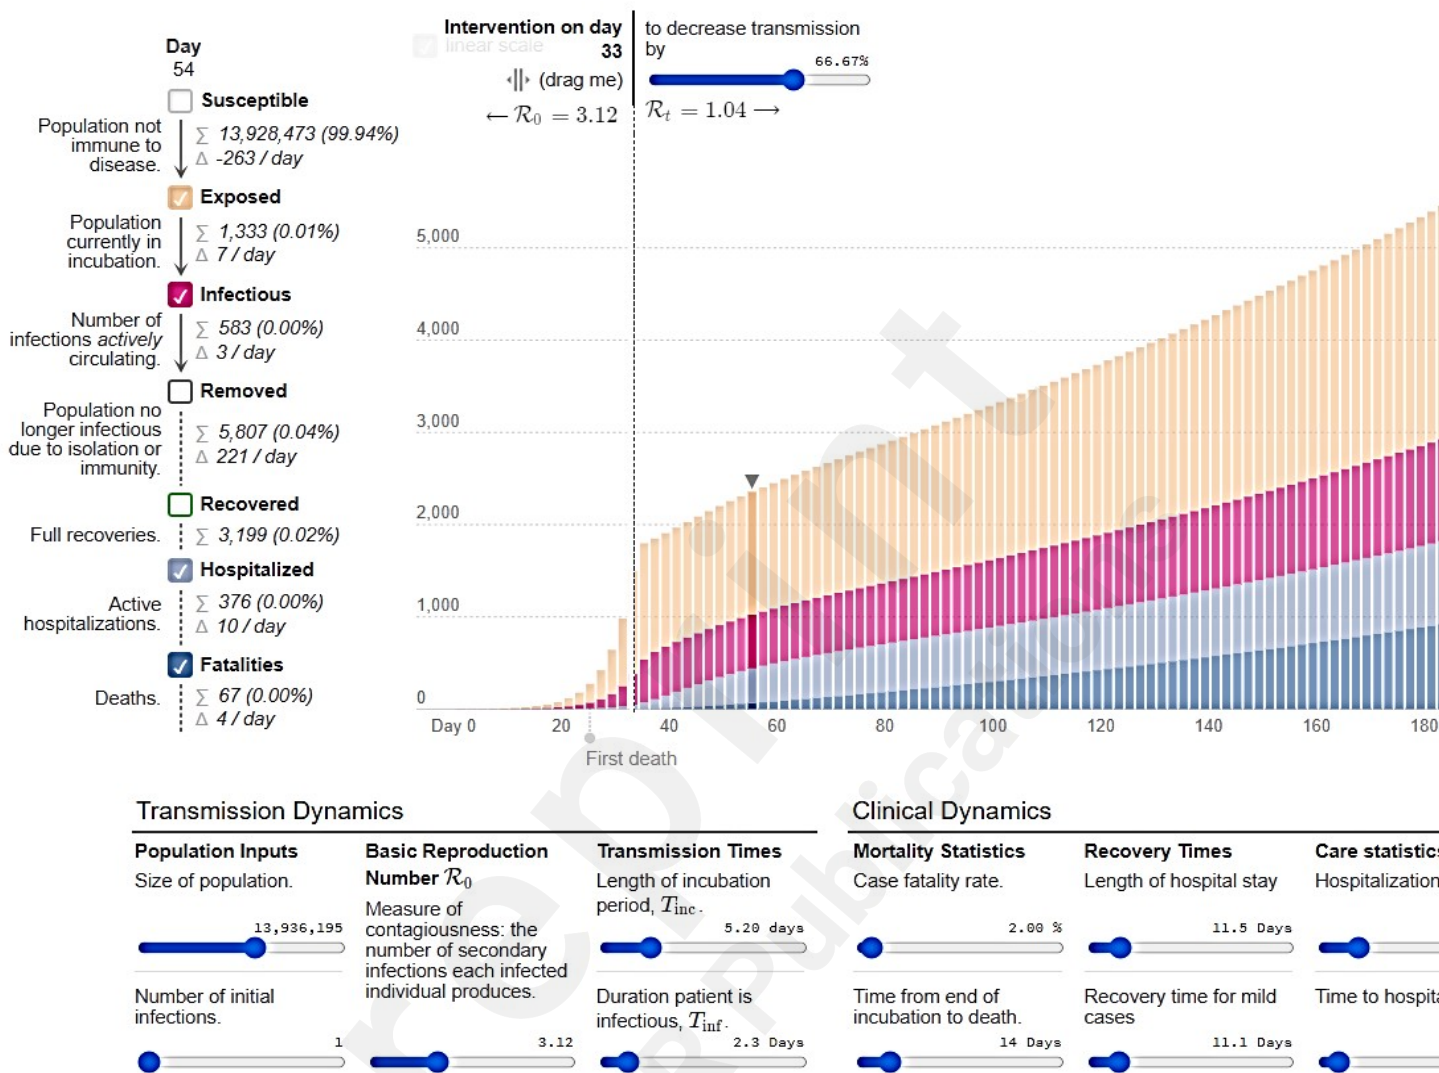 Day
54
Susceptible
Population not
immune to
disease.
∑ 13,928,473 (99.94%)
Δ -263 / day
Exposed
Population
currently in
incubation.
∑ 1,333 (0.01%)
Δ 7 / day
Infectious
Number of
infections actively
circulating.
∑ 583 (0.00%)
Δ 3 / day
Removed
Population no
longer infectious
due to isolation or
immunity.
∑ 5,807 (0.04%)
Δ 221 / day
Recovered
Full recoveries.
∑ 3,199 (0.02%)
Hospitalized
Active
hospitalizations.
∑ 376 (0.00%)
Δ 10 / day
Fatalities
Deaths.
∑ 67 (0.00%)
Δ 4 / day
linear scale
Intervention on day
33
(drag me)
← R₀ = 3.12
to decrease transmission
by
66.67%
Rₜ = 1.04 →
5,000
4,000
3,000
2,000
1,000
0
Day 0 20 40 60 80 100 120 140 160 180
First death
Transmission Dynamics
Population Inputs
Size of population.
13,936,195
Number of initial
infections.
1
Basic Reproduction
Number R₀
Measure of
contagiousness: the
number of secondary
infections each infected
individual produces.
3.12
Transmission Times
Length of incubation
period, Tinc.
5.20 days
Duration patient is
infectious, Tinf.
2.3 Days
Clinical Dynamics
Mortality Statistics
Case fatality rate.
2.00 %
Time from end of
incubation to death.
14 Days
Recovery Times
Length of hospital stay
11.5 Days
Recovery time for mild
cases
11.1 Days
Care statistics
Hospitalization
Time to hospita
reprint
R Publications